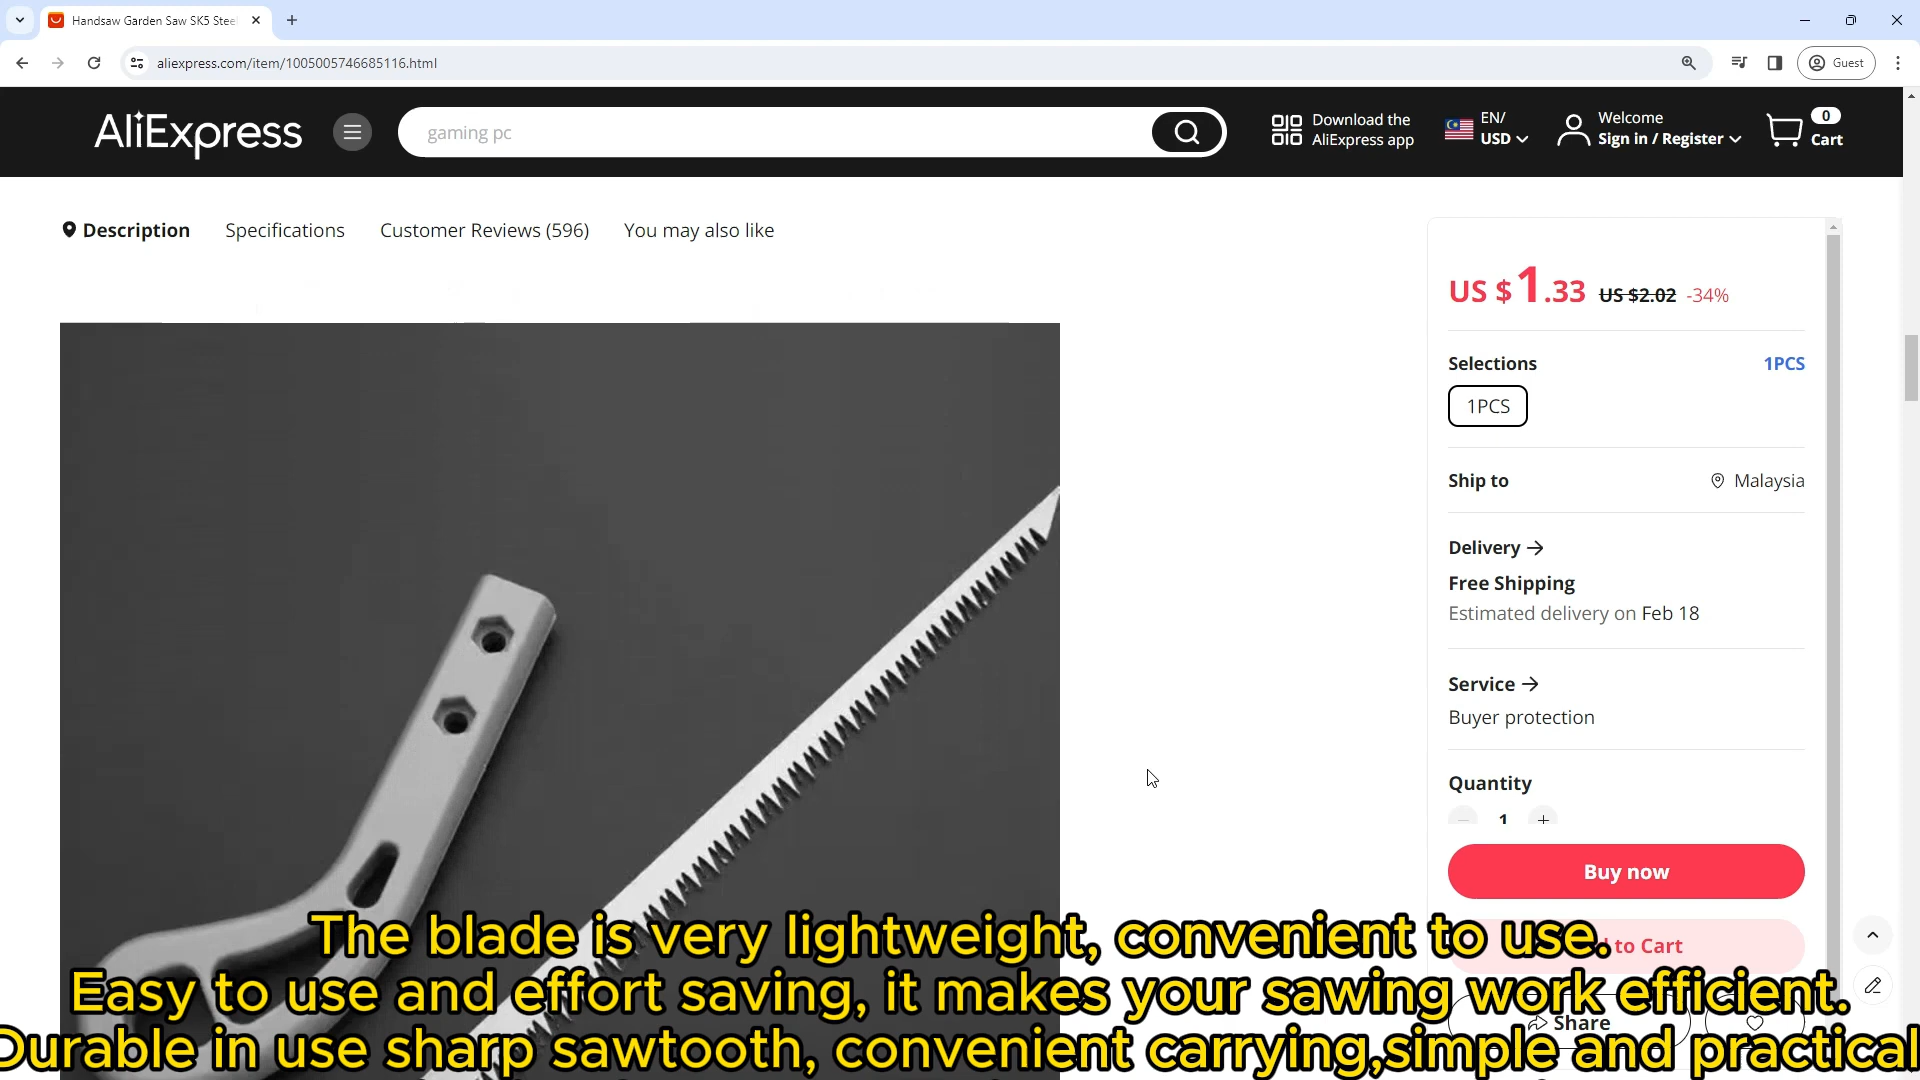 Handsaw Garden Saw SK5 Stee
aliexpress.com/item/1005005746685116.html
Guest
AliExpress
gaming pc
Download the
AliExpress app
EN/
USD
Welcome
Sign in / Register
0
Cart
Description
Specifications
Customer Reviews (596)
You may also like
US $1.33 US $2.02 -34%
Selections
1PCS
1PCS
Ship to
Malaysia
Delivery
Free Shipping
Estimated delivery on Feb 18
Service
Buyer protection
Quantity
1
Buy now
to Cart
Share
The blade is very lightweight, convenient to use.
Easy to use and effort saving, it makes your sawing work efficient.
Durable in use sharp sawtooth, convenient carrying,simple and practical